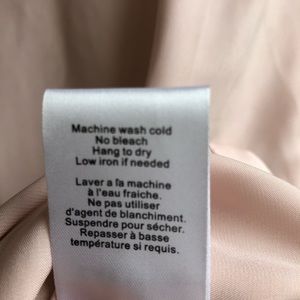 Machine wash cold
No bleach
Hang to dry
Low iron if needed
Laver a la machine
à l'eau fraiche.
Ne pas utiliser
d'agent de blanchiment.
Suspendre pour sécher.
Repasser à basse
température si requis.